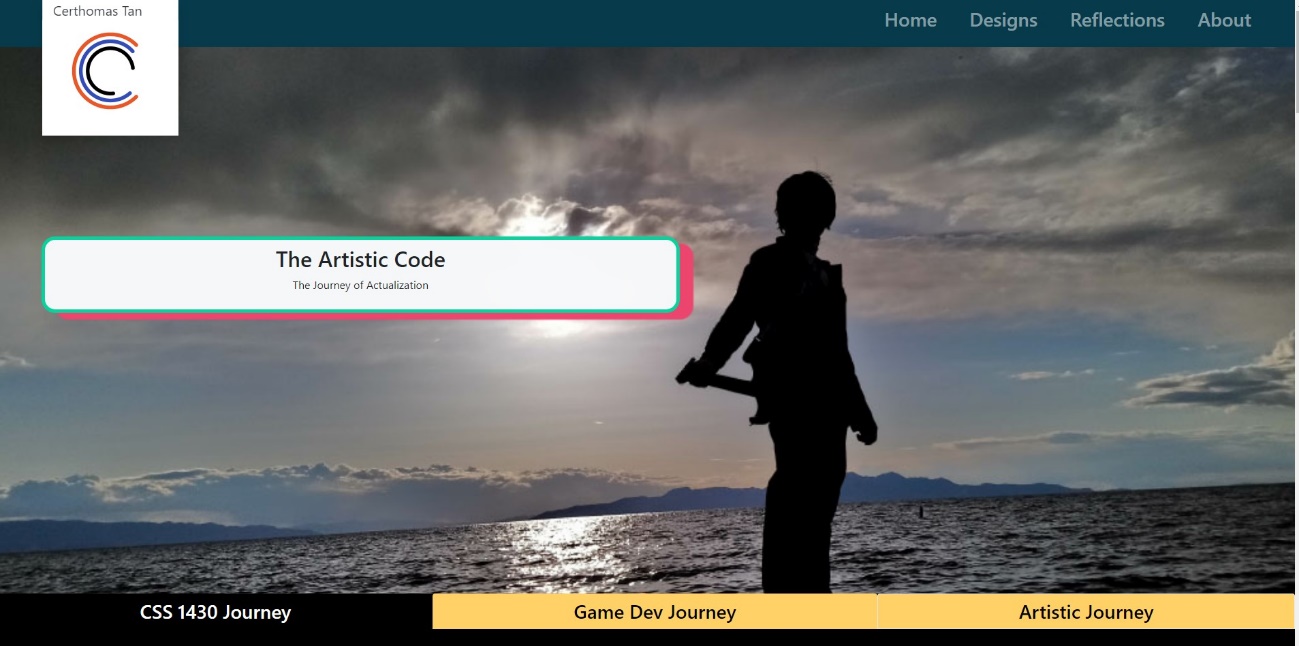 Certhomas Tan
Home Designs Reflections About
The Artistic Code
The Journey of Actualization
CSS 1430 Journey
Game Dev Journey
Artistic Journey